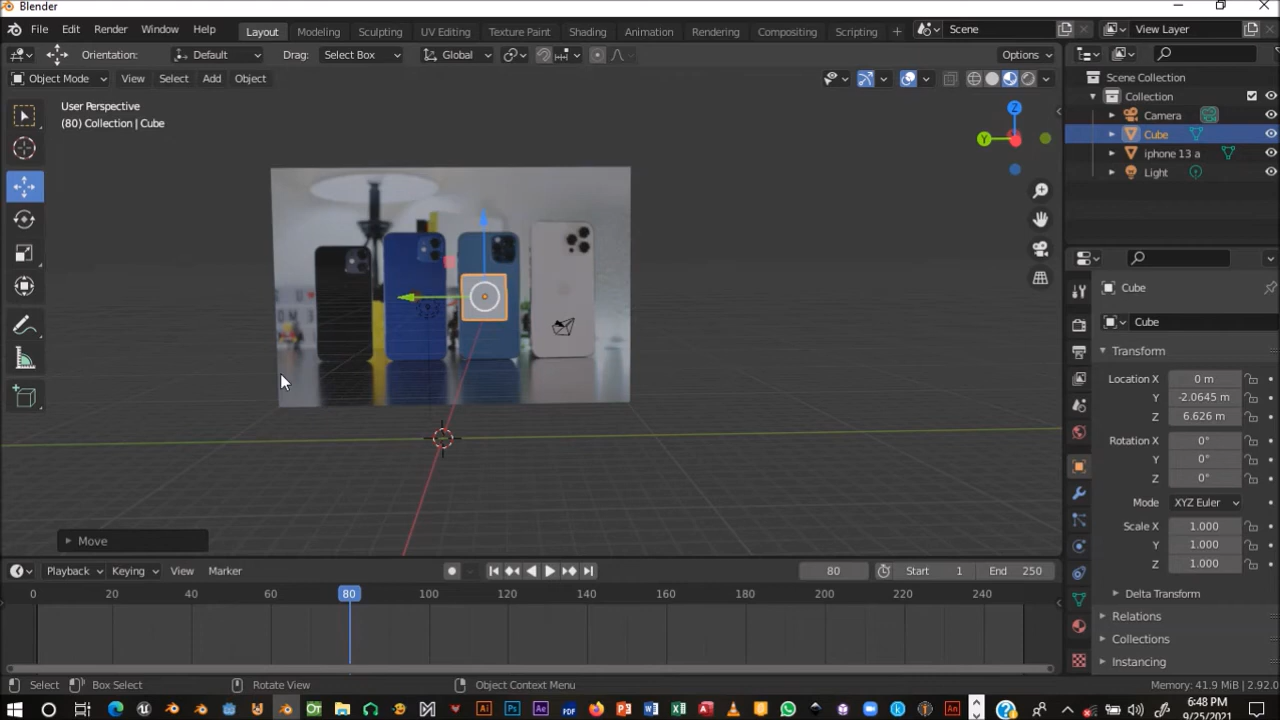 Blender
File Edit Render Window Help Layout Modeling Sculpting UV Editing Texture Paint Shading Animation Rendering Compositing Scripting + Scene View Layer
Orientation: Default Drag: Select Box Global Options
Object Mode View Select Add Object
User Perspective
(80) Collection | Cube
Z
Y
Scene Collection
Collection
Camera
Cube
iphone 13 a
Light
Cube
Cube
Transform
Location X 0 m
Y -2.0645 m
Z 6.626 m
Rotation X 0°
Y 0°
Z 0°
Mode XYZ Euler
Scale X 1.000
Y 1.000
Z 1.000
Delta Transform
Relations
Collections
Instancing
Move
Playback Keying View Marker 80 Start 1 End 250
0 20 40 60 80 100 120 140 160 180 200 220 240
Select Box Select Rotate View Object Context Menu Memory: 41.9 MiB | 2.92.0
6:48 PM
9/25/2021